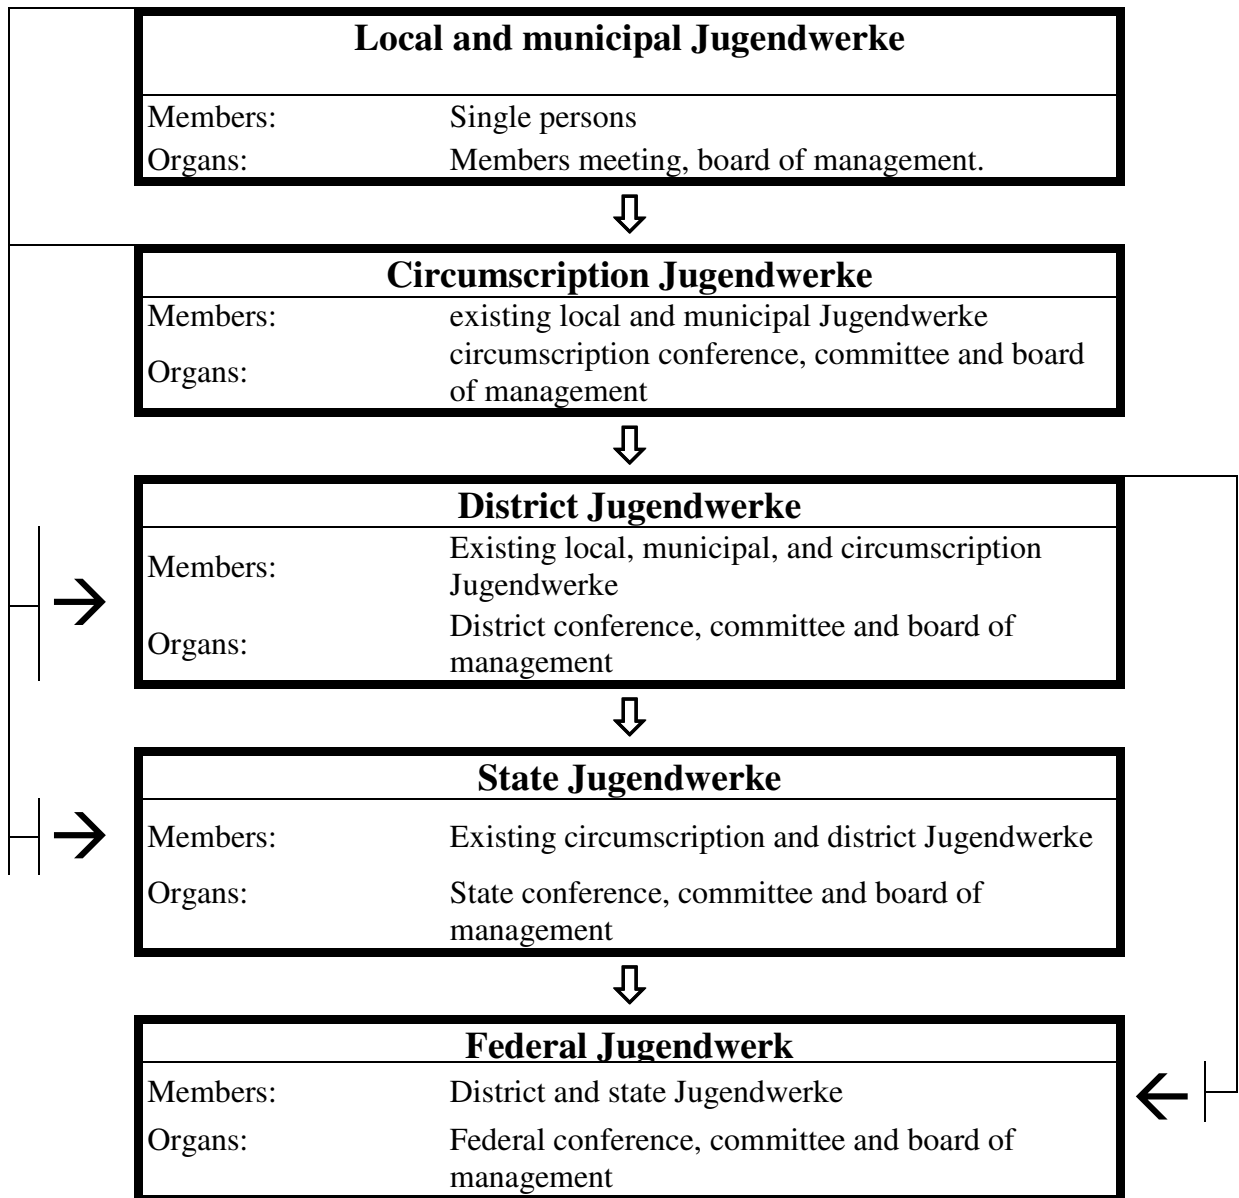 Local and municipal Jugendwerke
Members: Single persons
Organs: Members meeting, board of management.
Circumscription Jugendwerke
Members: existing local and municipal Jugendwerke
Organs: circumscription conference, committee and board
of management
District Jugendwerke
Members: Existing local, municipal, and circumscription
Jugendwerke
Organs: District conference, committee and board of
management
State Jugendwerke
Members: Existing circumscription and district Jugendwerke
Organs: State conference, committee and board of
management
Federal Jugendwerk
Members: District and state Jugendwerke
Organs: Federal conference, committee and board of
management